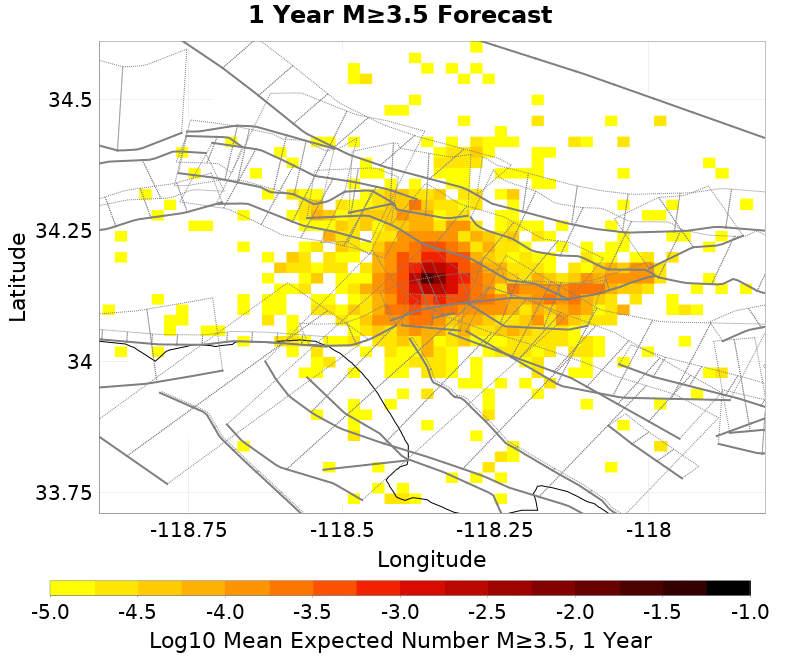 1 Year M≥3.5 Forecast
34.5
34.25
34
33.75
Latitude
-118.75 -118.5 -118.25 -118
Longitude
-5.0 -4.5 -4.0 -3.5 -3.0 -2.5 -2.0 -1.5 -1.0
Log10 Mean Expected Number M≥3.5, 1 Year